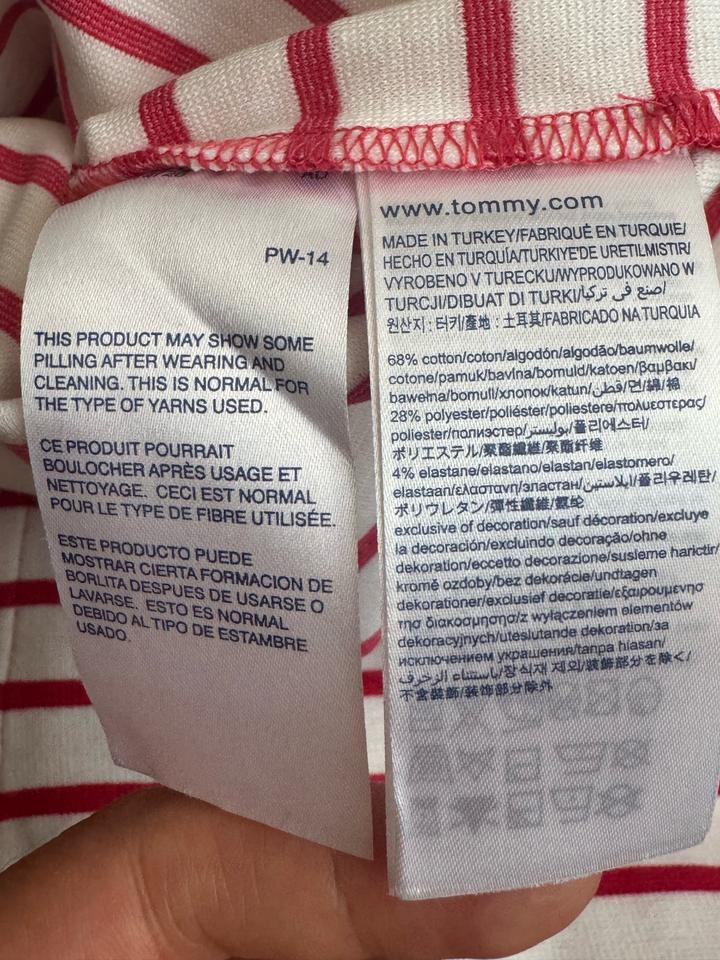 PW-14
THIS PRODUCT MAY SHOW SOME
PILLING AFTER WEARING AND
CLEANING. THIS IS NORMAL FOR
THE TYPE OF YARNS USED.
CE PRODUIT POURRAIT
BOULOCHER APRÈS USAGE ET
NETTOYAGE. CECI EST NORMAL
POUR LE TYPE DE FIBRE UTILISÉE.
ESTE PRODUCTO PUEDE
MOSTRAR CIERTA FORMACION DE
BORLITA DESPUES DE USARSE O
LAVARSE. ESTO ES NORMAL
DEBIDO AL TIPO DE ESTAMBRE
USADO.
www.tommy.com
MADE IN TURKEY/FABRIQUÉ EN TURQUIE/
HECHO EN TURQUÍA/TURKIYE'DE URETILMISTIR/
VYROBENO V TURECKU/WYPRODUKOWANO W
TURCJI/DIBUAT DI TURKI/صنع في تركيا/
원산지 : 터키/產地 : 土耳其/FABRICADO NA TURQUIA
68% cotton/coton/algodón/algodão/baumwolle/
cotone/pamuk/bavlna/bomuld/katoen/βαμβακι/
bawełna/bomull/хлопок/katun/قطن/면/綿/棉
28% polyester/poliéster/poliestere/πολυεστερας/
poliester/полиэстер/بوليستر/폴리에스터/
ポリエステル/聚酯纖維/聚酯纤维
4% elastane/elastano/elastan/elastomero/
elastaan/ελαστανη/эластан/ايلاستين/폴리우레탄/
ポリウレタン/彈性纖維/氨纶
exclusive of decoration/sauf décoration/excluye
la decoración/excluindo decoração/ohne
dekoration/eccetto decorazione/susleme harictir/
kromě ozdoby/bez dekorácie/undtagen
dekorationer/exclusief decoratie/εξαιρουμενησ
τησ διακοσμησησ/z wyłączeniem elementów
dekoracyjnych/uteslutande dekoration/за
исключением украшения/tanpa hiasan/
باستثناء الزخرف/장식재 제외/装飾部分を除く/
不含裝飾/装饰部分除外